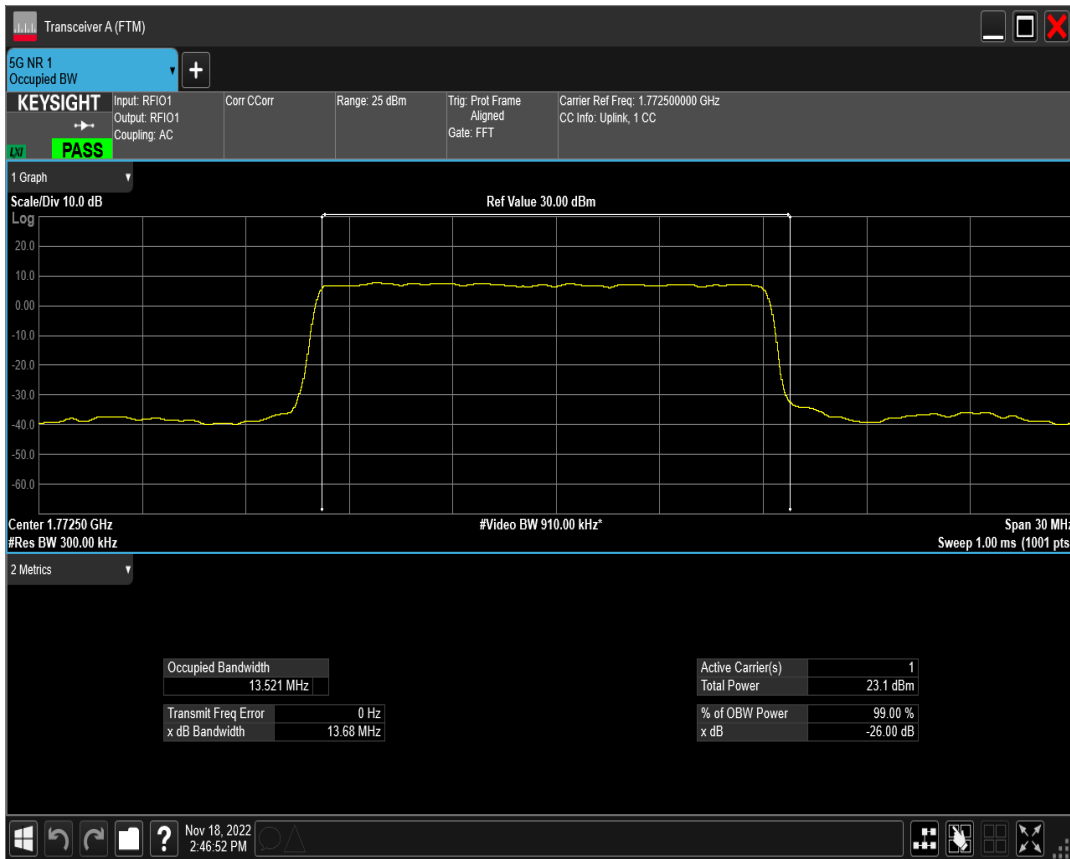 Transceiver A (FTM)
5G NR 1
Occupied BW
KEYSIGHT
LXI
PASS
Input: RFIO1
Output: RFIO1
Coupling: AC
Corr CCorr
Range: 25 dBm
Trig: Prot Frame
Aligned
Gate: FFT
Carrier Ref Freq: 1.772500000 GHz
CC Info: Uplink, 1 CC
1 Graph
Scale/Div 10.0 dB
Ref Value 30.00 dBm
Log
20.0
10.0
0.00
-10.0
-20.0
-30.0
-40.0
-50.0
-60.0
Center 1.77250 GHz
#Video BW 910.00 kHz*
Span 30 MHz
#Res BW 300.00 kHz
Sweep 1.00 ms (1001 pts
2 Metrics
Occupied Bandwidth
13.521 MHz
Transmit Freq Error 0 Hz
x dB Bandwidth 13.68 MHz
Active Carrier(s) 1
Total Power 23.1 dBm
% of OBW Power 99.00 %
x dB -26.00 dB
?
Nov 18, 2022
2:46:52 PM